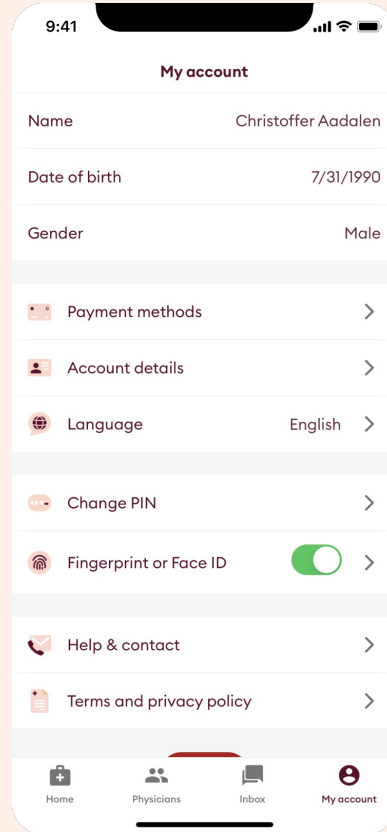 9:41
My account
Name Christoffer Aadalen
Date of birth 7/31/1990
Gender Male
Payment methods
Account details
Language English
Change PIN
Fingerprint or Face ID
Help & contact
Terms and privacy policy
Home Physicians Inbox My account